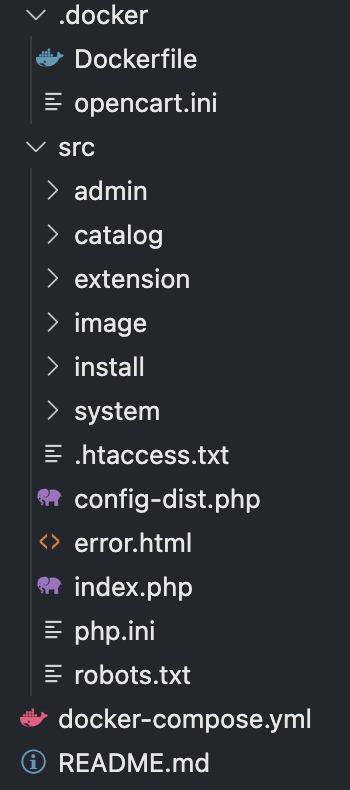 .docker
Dockerfile
opencart.ini
src
admin
catalog
extension
image
install
system
.htaccess.txt
config-dist.php
error.html
index.php
php.ini
robots.txt
docker-compose.yml
README.md